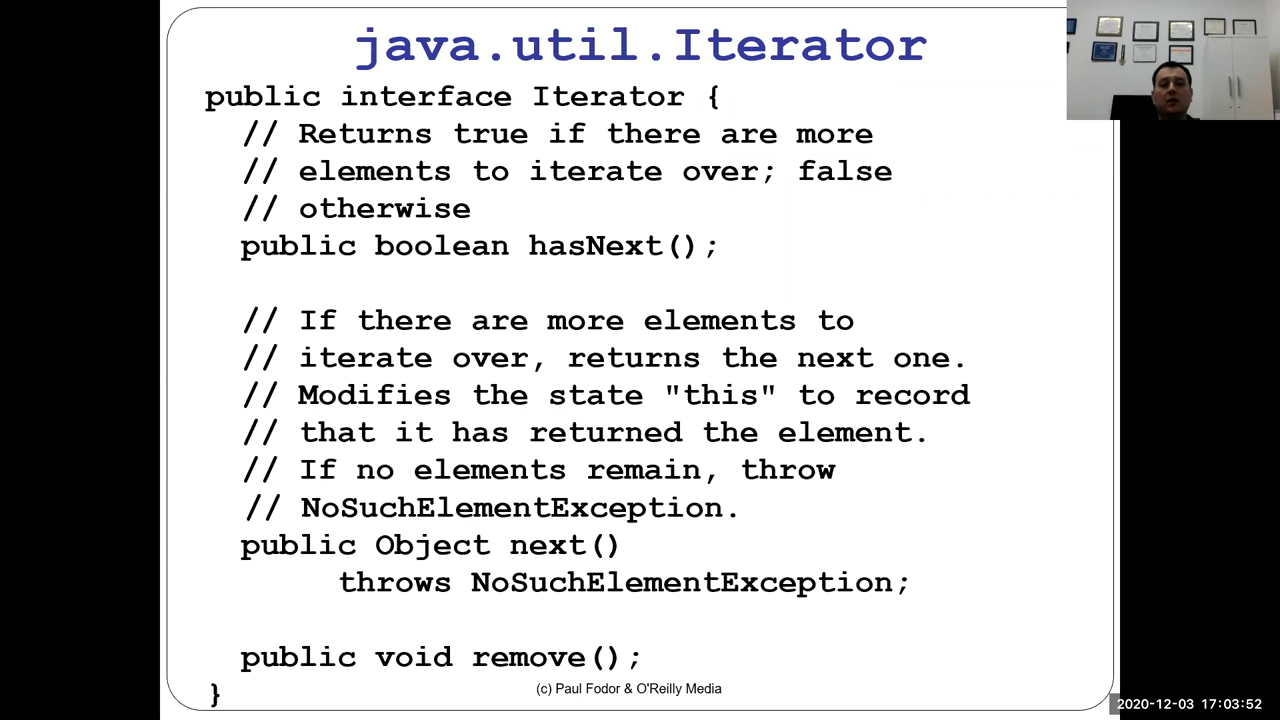 java.util.Iterator
public interface Iterator {
// Returns true if there are more
// elements to iterate over; false
// otherwise
public boolean hasNext();
// If there are more elements to
// iterate over, returns the next one.
// Modifies the state "this" to record
// that it has returned the element.
// If no elements remain, throw
// NoSuchElementException.
public Object next()
throws NoSuchElementException;
public void remove();
}
(c) Paul Fodor & O'Reilly Media
2020-12-03 17:03:52